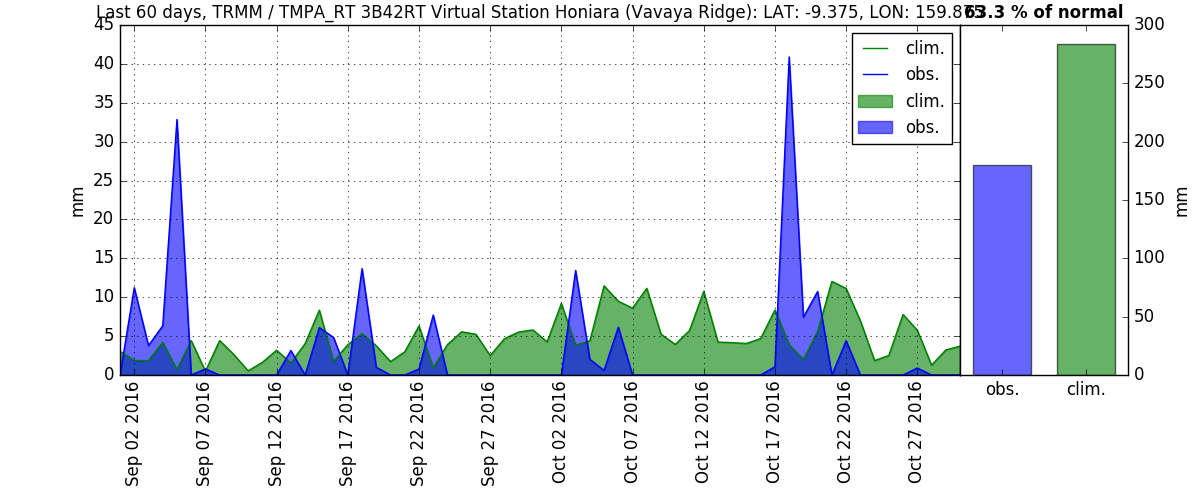 Last 60 days, TRMM / TMPA_RT 3B42RT Virtual Station Honiara (Vavaya Ridge): LAT: -9.375, LON: 159.875
63.3 % of normal
45
40
35
30
25
20
15
10
5
0
mm
clim.
obs.
clim.
obs.
Sep 02 2016
Sep 07 2016
Sep 12 2016
Sep 17 2016
Sep 22 2016
Sep 27 2016
Oct 02 2016
Oct 07 2016
Oct 12 2016
Oct 17 2016
Oct 22 2016
Oct 27 2016
300
250
200
150
100
50
0
mm
obs. clim.